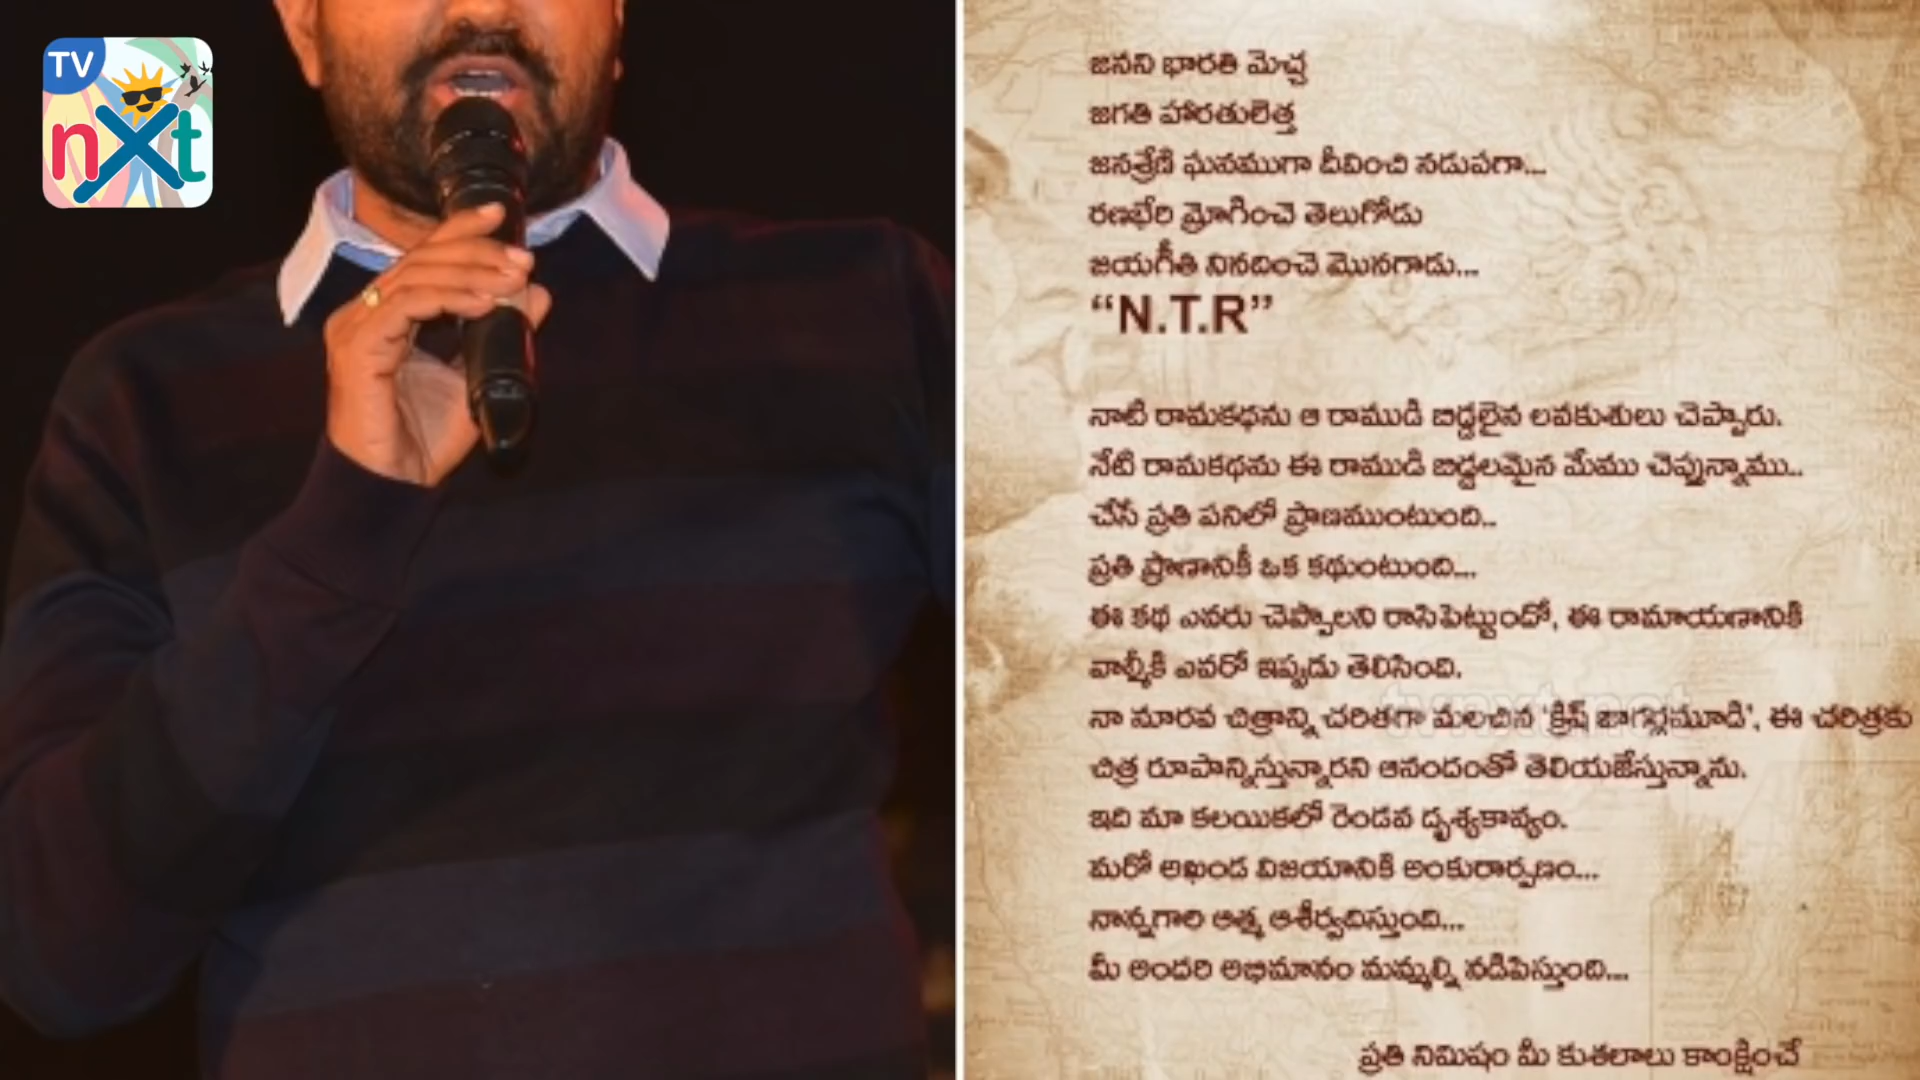 TV
nxt
జనని భారతి మెచ్చ
జగతి హారతులెత్త
జనశ్రేణి ఘనముగా దీవించి నడుపగా...
రణభేరి మ్రోగించె తెలుగోడు
జయగీతి నినదించె మొనగాడు...
“N.T.R”
నాటి రామకథను ఆ రాముడి బిడ్డలైన లవకుశులు చెప్పారు.
నేటి రామకథను ఈ రాముడి బిడ్డలమైన మేము చెప్తున్నాము..
చేసే ప్రతి పనిలో ప్రాణముంటుంది..
ప్రతి ప్రాణానికీ ఒక కథుంటుంది...
ఈ కథ ఎవరు చెప్పాలని రాసిపెట్టుందో, ఈ రామాయణానికి
వాల్మీకి ఎవరో ఇప్పుడు తెలిసింది.
నా మారవ చిత్రాన్ని చరితగా మలచిన ‘క్రిష్ జాగర్లమూడి’, ఈ చరిత్రకు
చిత్ర రూపాన్నిస్తున్నారని ఆనందంతో తెలియజేస్తున్నాను.
ఇది మా కలయికలో రెండవ దృశ్యకావ్యం.
మరో అఖండ విజయానికి అంకురార్పణం...
నాన్నగారి ఆత్మ ఆశీర్వదిస్తుంది...
మీ అందరి అభిమానం మమ్మల్ని నడిపిస్తుంది...
ప్రతి నిమిషం మీ కుశలాలు కాంక్షించే
tvnxt.net